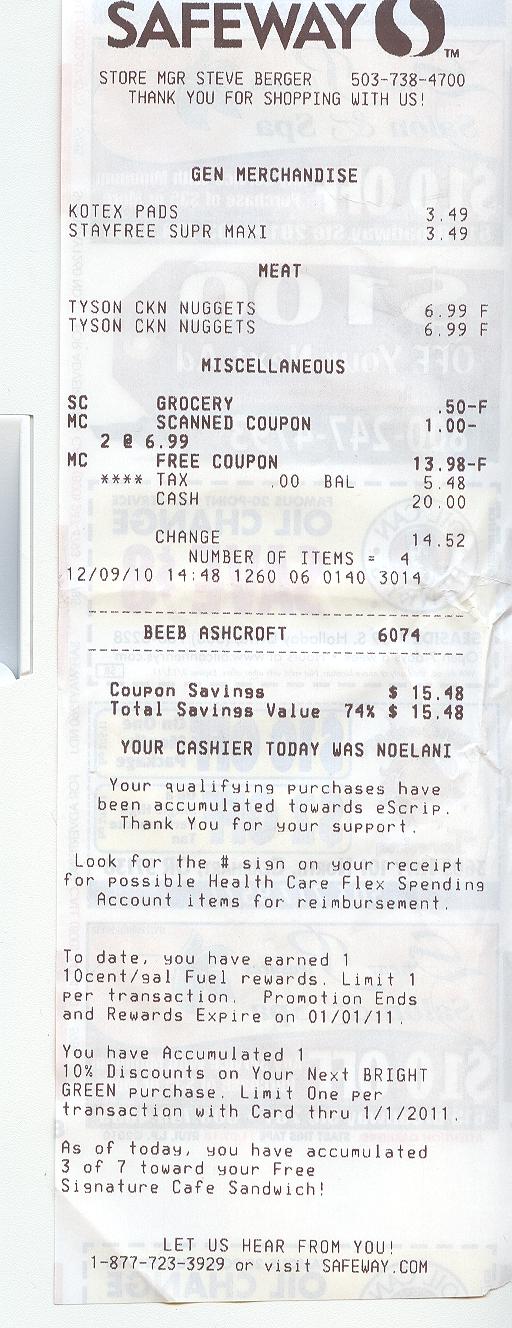 SAFEWAY TM
STORE MGR STEVE BERGER 503-738-4700
THANK YOU FOR SHOPPING WITH US!
GEN MERCHANDISE
KOTEX PADS 3.49
STAYFREE SUPR MAXI 3.49
MEAT
TYSON CKN NUGGETS 6.99 F
TYSON CKN NUGGETS 6.99 F
MISCELLANEOUS
SC GROCERY .50-F
MC SCANNED COUPON 1.00-
2 @ 6.99
MC FREE COUPON 13.98-F
**** TAX .00 BAL 5.48
CASH 20.00
CHANGE 14.52
NUMBER OF ITEMS = 4
12/09/10 14:48 1260 06 0140 3014
BEEB ASHCROFT 6074
Coupon Savings $ 15.48
Total Savings Value 74% $ 15.48
YOUR CASHIER TODAY WAS NOELANI
Your qualifying purchases have
been accumulated towards eScrip.
Thank You for your support.
Look for the # sign on your receipt
for possible Health Care Flex Spending
Account items for reimbursement.
To date, you have earned 1
10cent/gal Fuel rewards. Limit 1
per transaction. Promotion Ends
and Rewards Expire on 01/01/11.
You have Accumulated 1
10% Discounts on Your Next BRIGHT
GREEN purchase. Limit One per
transaction with Card thru 1/1/2011.
As of today, you have accumulated
3 of 7 toward your Free
Signature Cafe Sandwich!
LET US HEAR FROM YOU!
1-877-723-3929 or visit SAFEWAY.COM